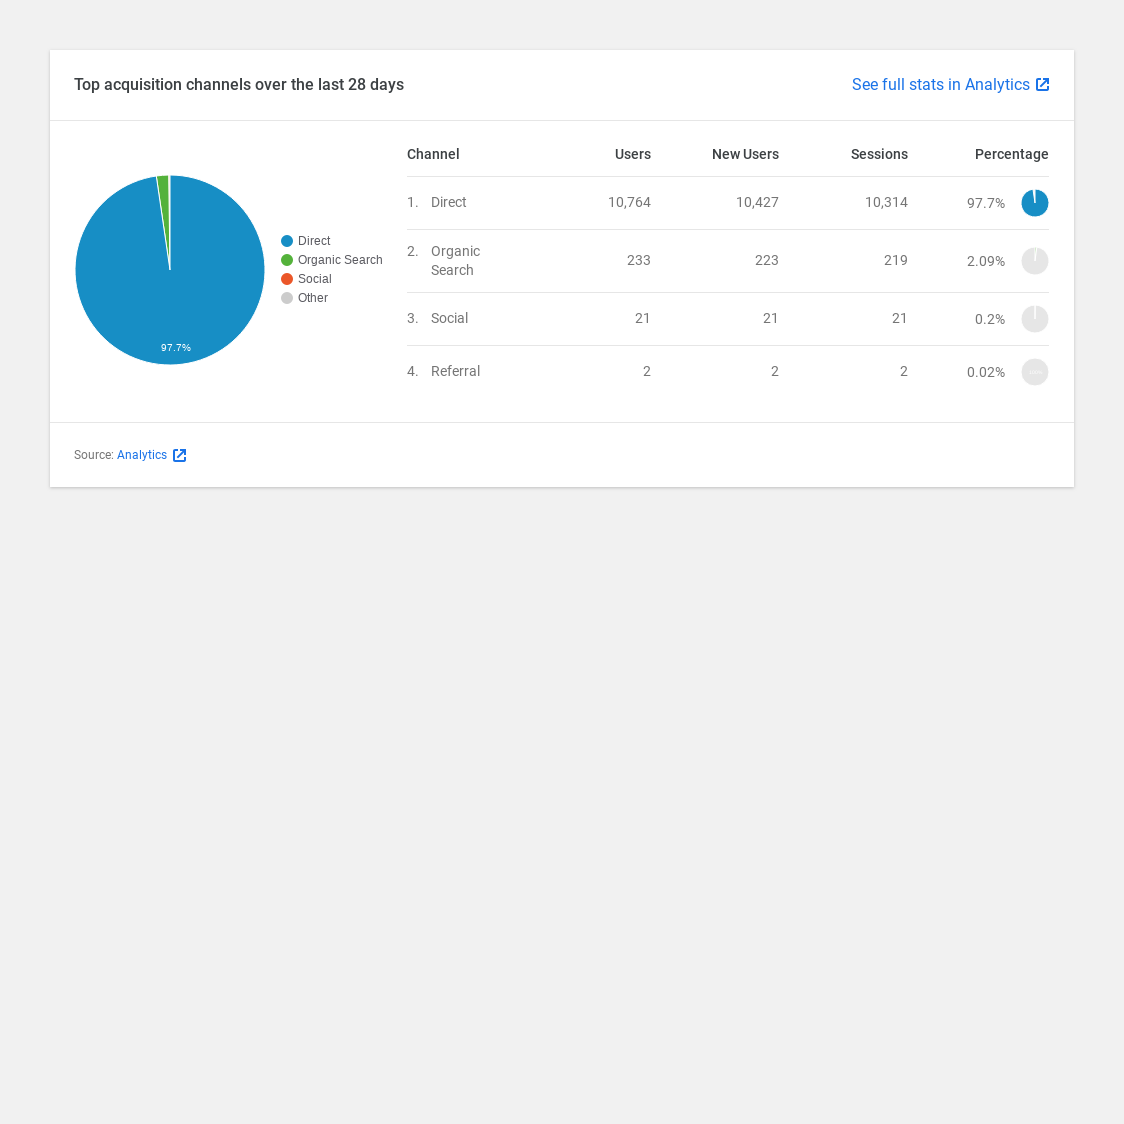 Top acquisition channels over the last 28 days See full stats in Analytics
Channel Users New Users Sessions Percentage
1. Direct 10,764 10,427 10,314 97.7%
2. Organic Search 233 223 219 2.09%
3. Social 21 21 21 0.2%
4. Referral 2 2 2 0.02%
Direct
Organic Search
Social
Other
97.7%
Source: Analytics